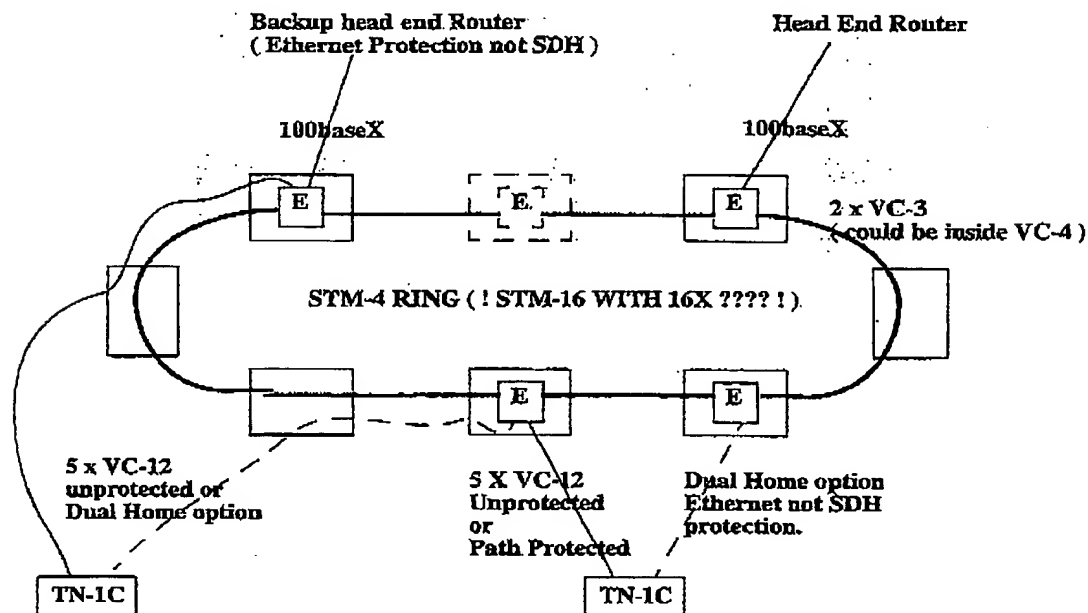 Backup head end Router
( Ethernet Protection not SDH )
Head End Router
100baseX
100baseX
E
E
E
2 x VC-3
( could be inside VC-4 )
STM-4 RING ( ! STM-16 WITH 16X ???? ! )
E
E
5 x VC-12
unprotected or
Dual Home option
5 X VC-12
Unprotected
or
Path Protected
Dual Home option
Ethernet not SDH
protection.
TN-1C
TN-1C